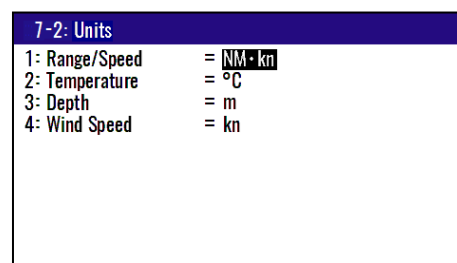 7-2: Units
1: Range/Speed = NM·kn
2: Temperature = °C
3: Depth = m
4: Wind Speed = kn